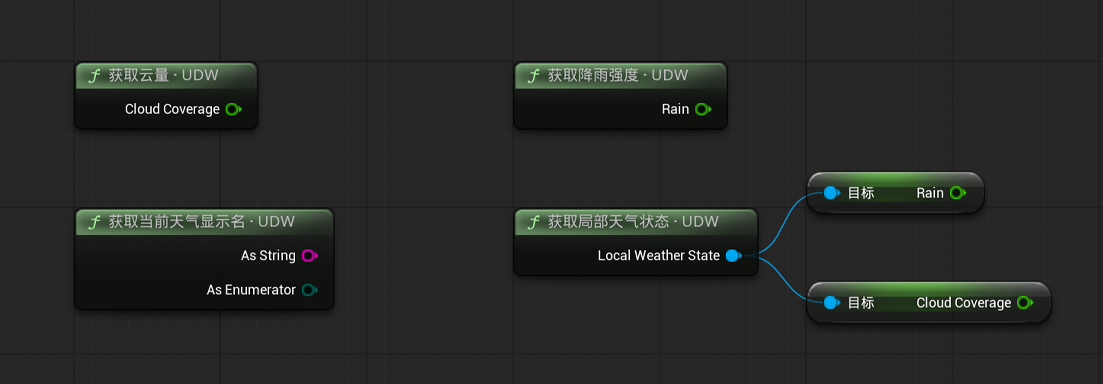 获取云量 · UDW
Cloud Coverage
获取降雨强度 · UDW
Rain
获取当前天气显示名 · UDW
As String
As Enumerator
获取局部天气状态 · UDW
Local Weather State
目标 Rain
目标 Cloud Coverage